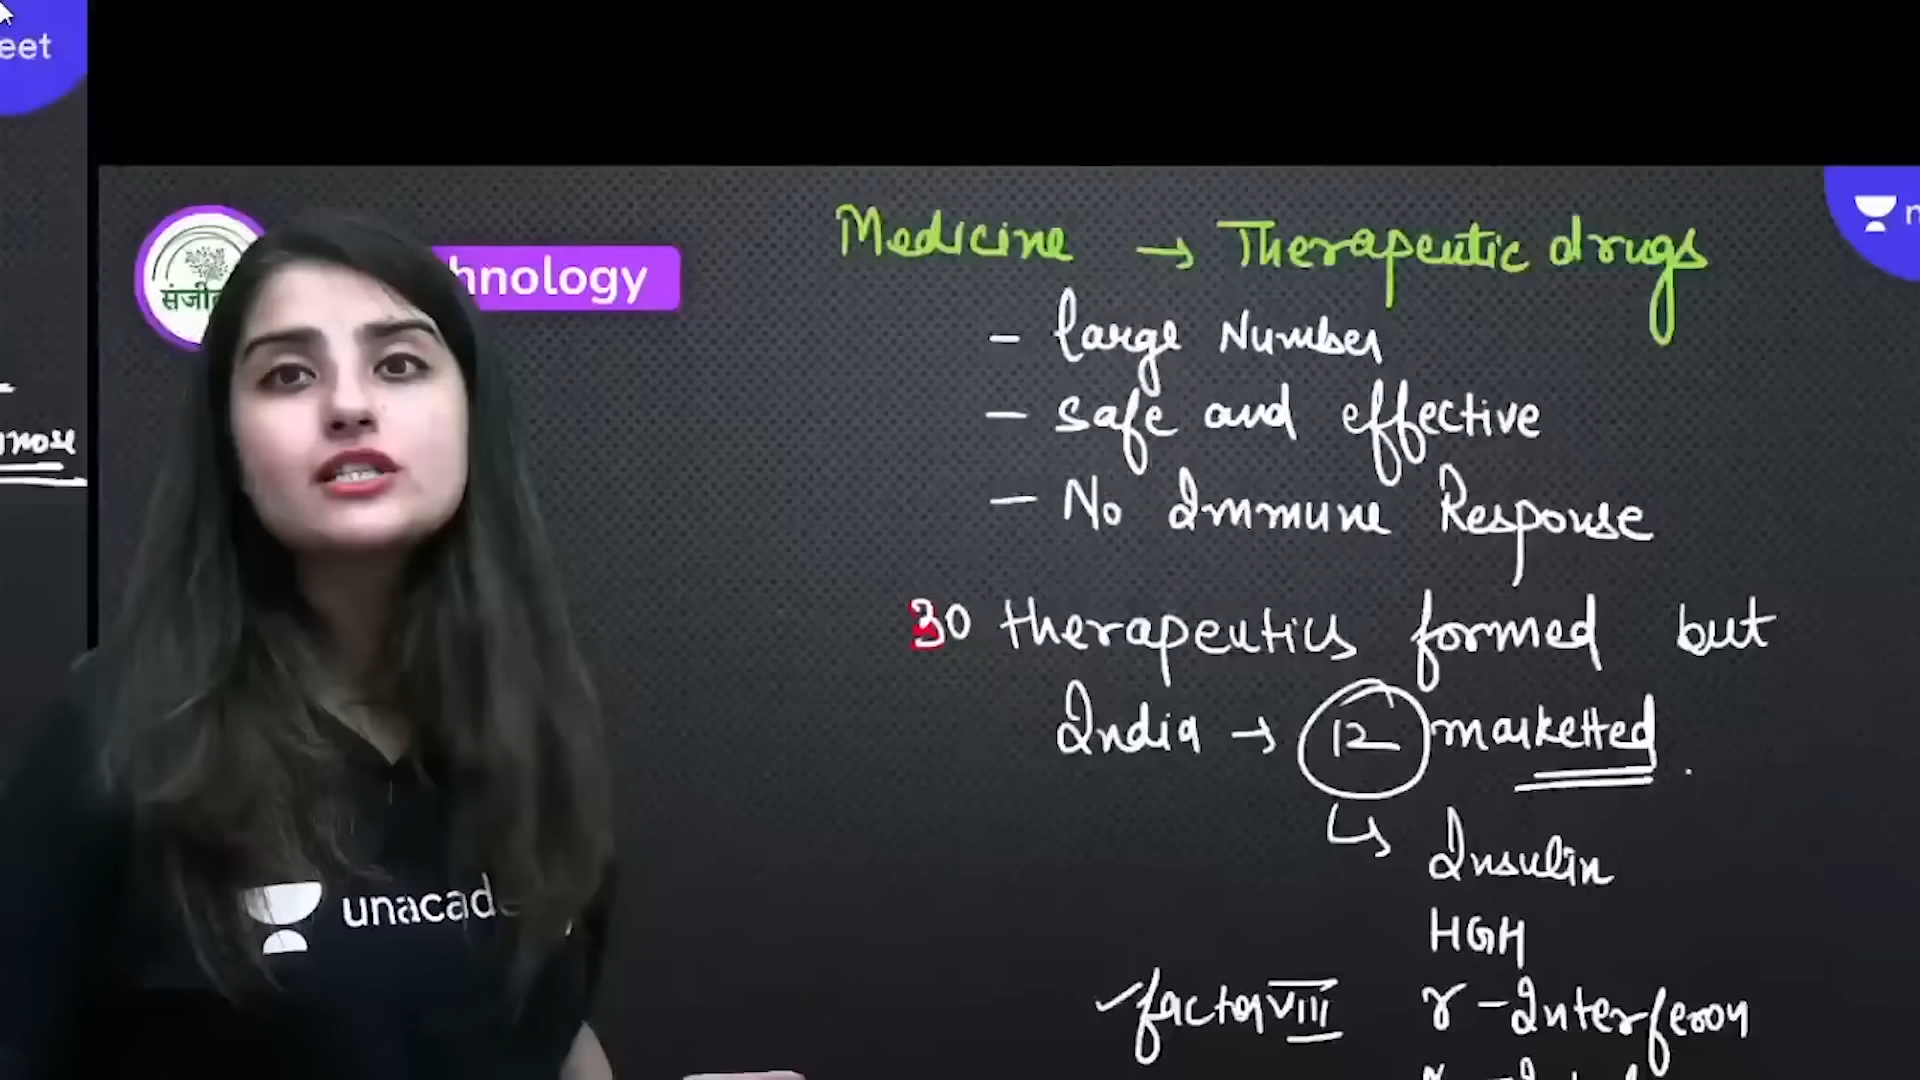 eet
hnology
Medicine → Therapeutic drugs
- large Number
- safe and effective
- No Immune Response
30 therapeutics formed but
India → 12 marketted
↳ Insulin
HGH
✓factor VIII
γ - Interferon
unacad